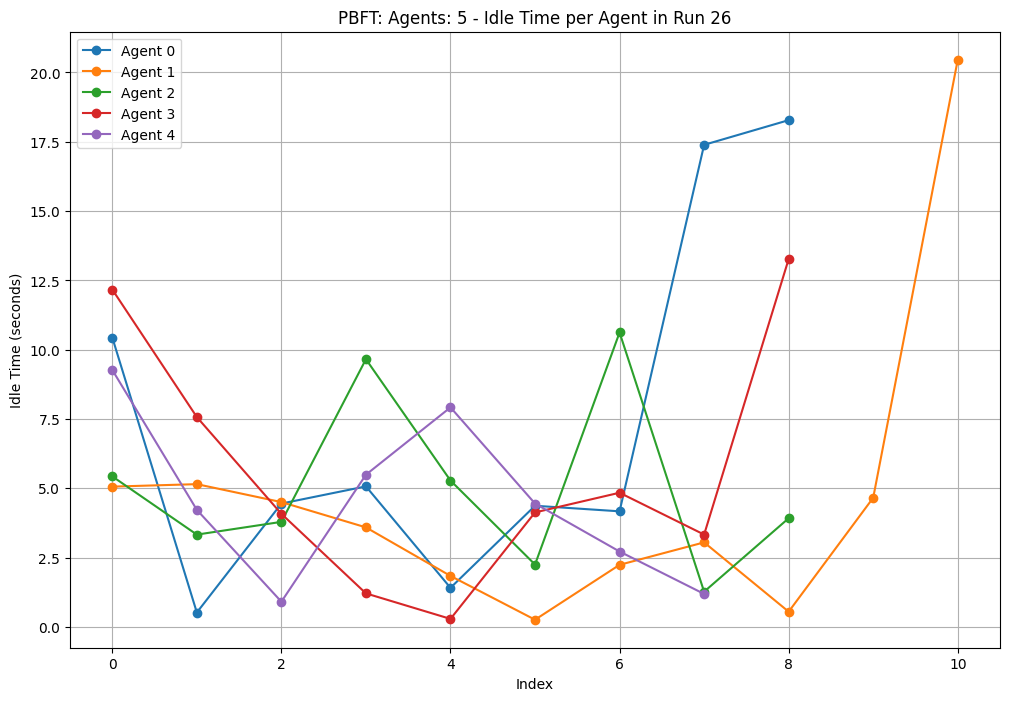 PBFT: Agents: 5 - Idle Time per Agent in Run 26
Agent 0
Agent 1
Agent 2
Agent 3
Agent 4
Idle Time (seconds)
20.0
17.5
15.0
12.5
10.0
7.5
5.0
2.5
0.0
0 2 4 6 8 10
Index